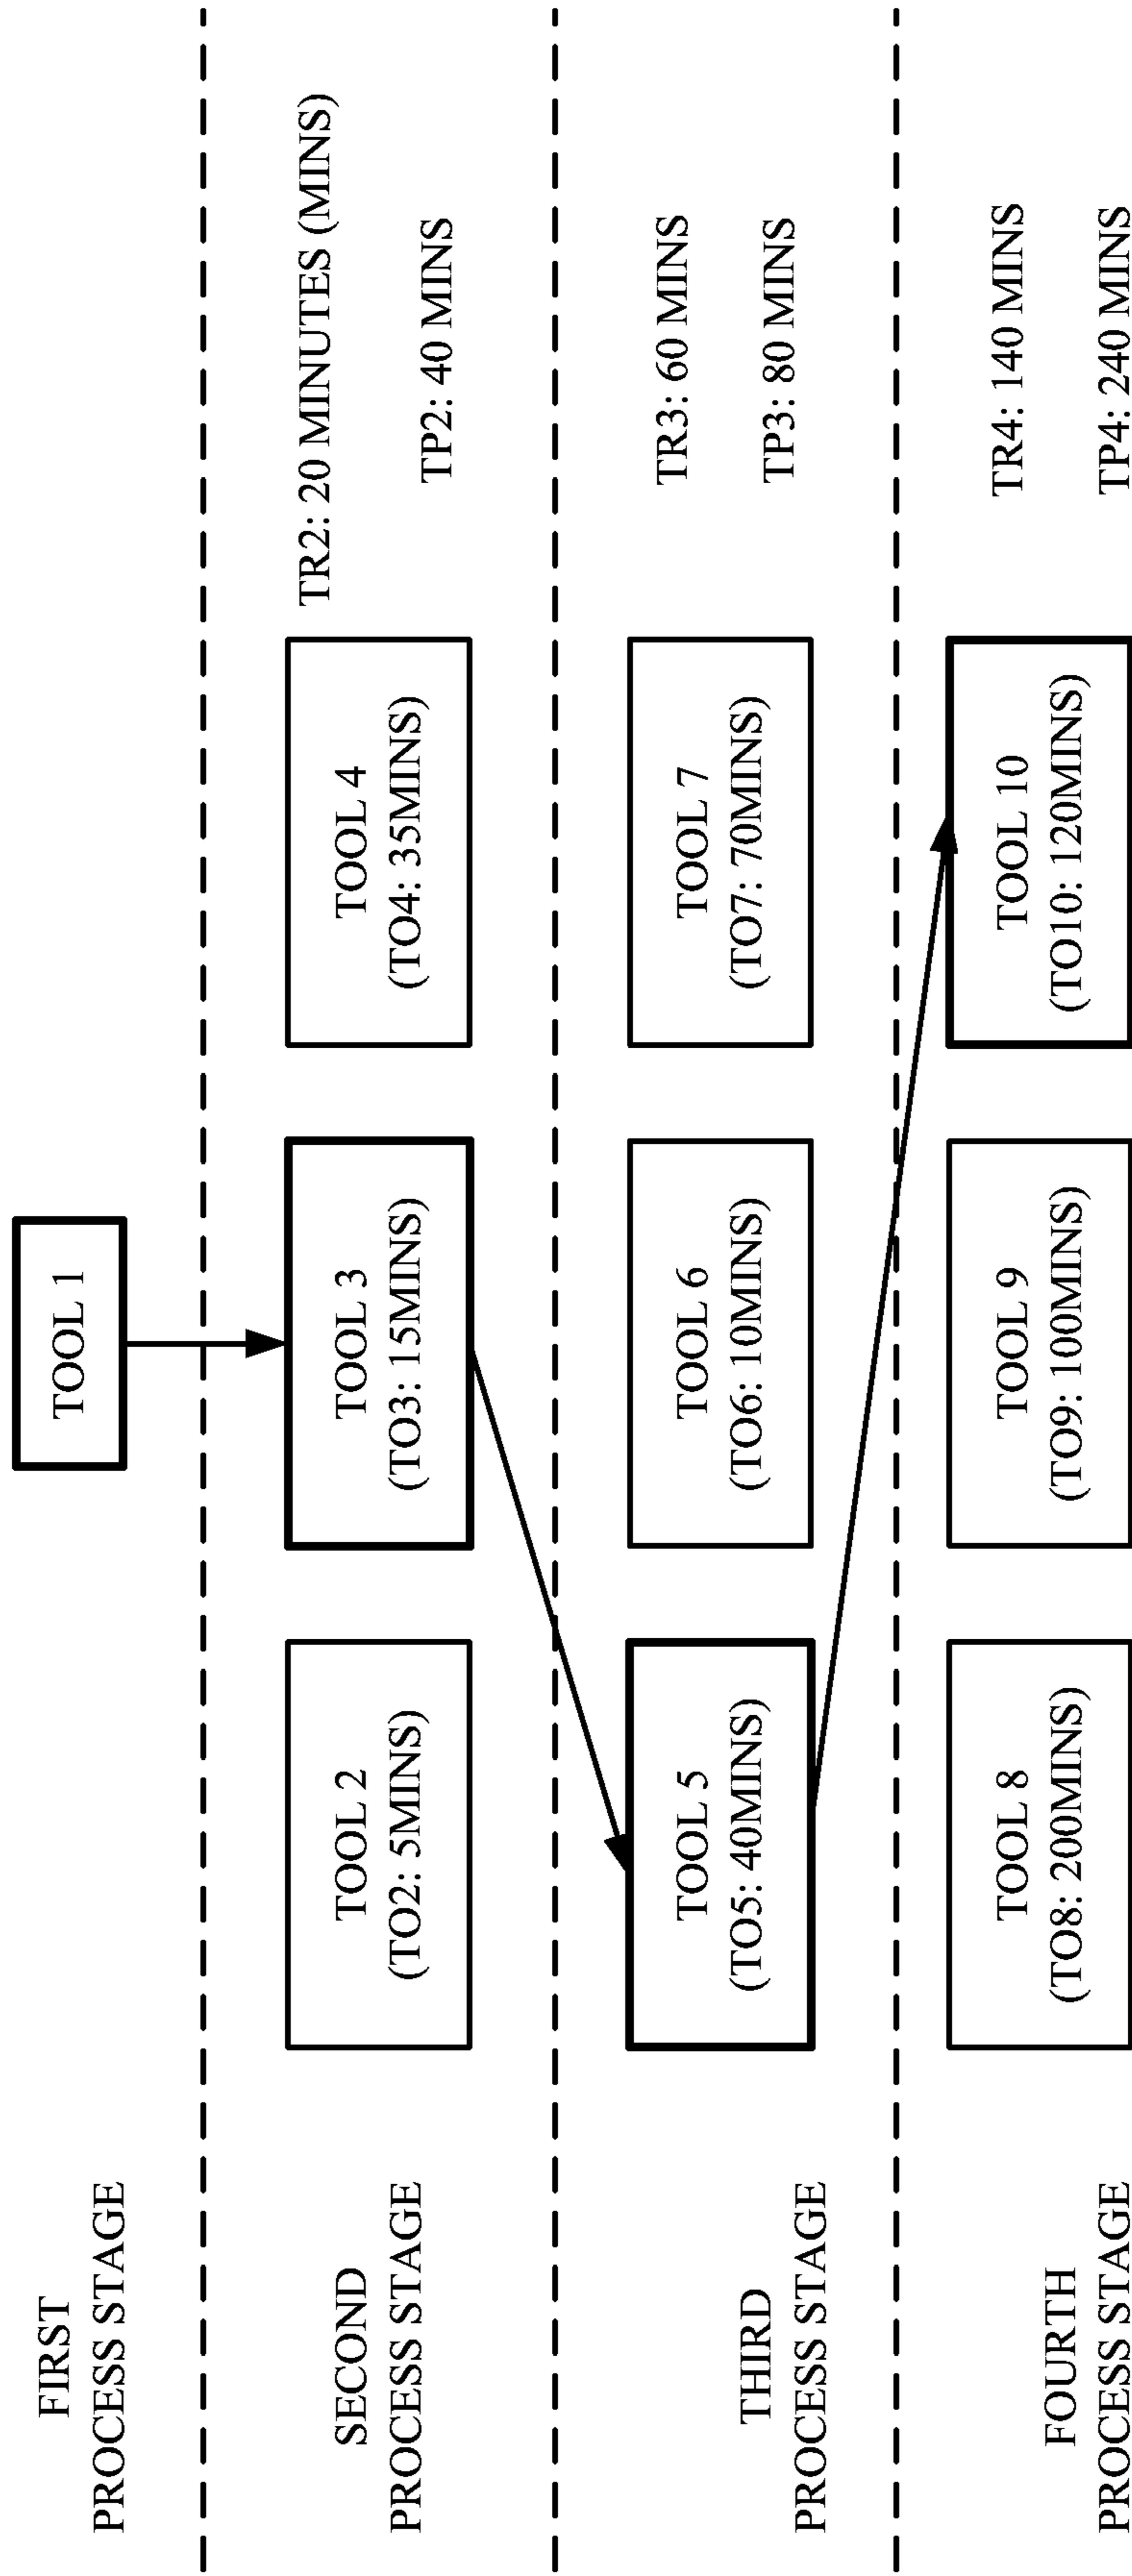 FIRST
PROCESS STAGE
TOOL 1
SECOND
PROCESS STAGE
TOOL 2
(TO2: 5MINS)
TOOL 3
(TO3: 15MINS)
TOOL 4
(TO4: 35MINS)
TR2: 20 MINUTES (MINS)
TP2: 40 MINS
THIRD
PROCESS STAGE
TOOL 5
(TO5: 40MINS)
TOOL 6
(TO6: 10MINS)
TOOL 7
(TO7: 70MINS)
TR3: 60 MINS
TP3: 80 MINS
FOURTH
PROCESS STAGE
TOOL 8
(TO8: 200MINS)
TOOL 9
(TO9: 100MINS)
TOOL 10
(TO10: 120MINS)
TR4: 140 MINS
TP4: 240 MINS